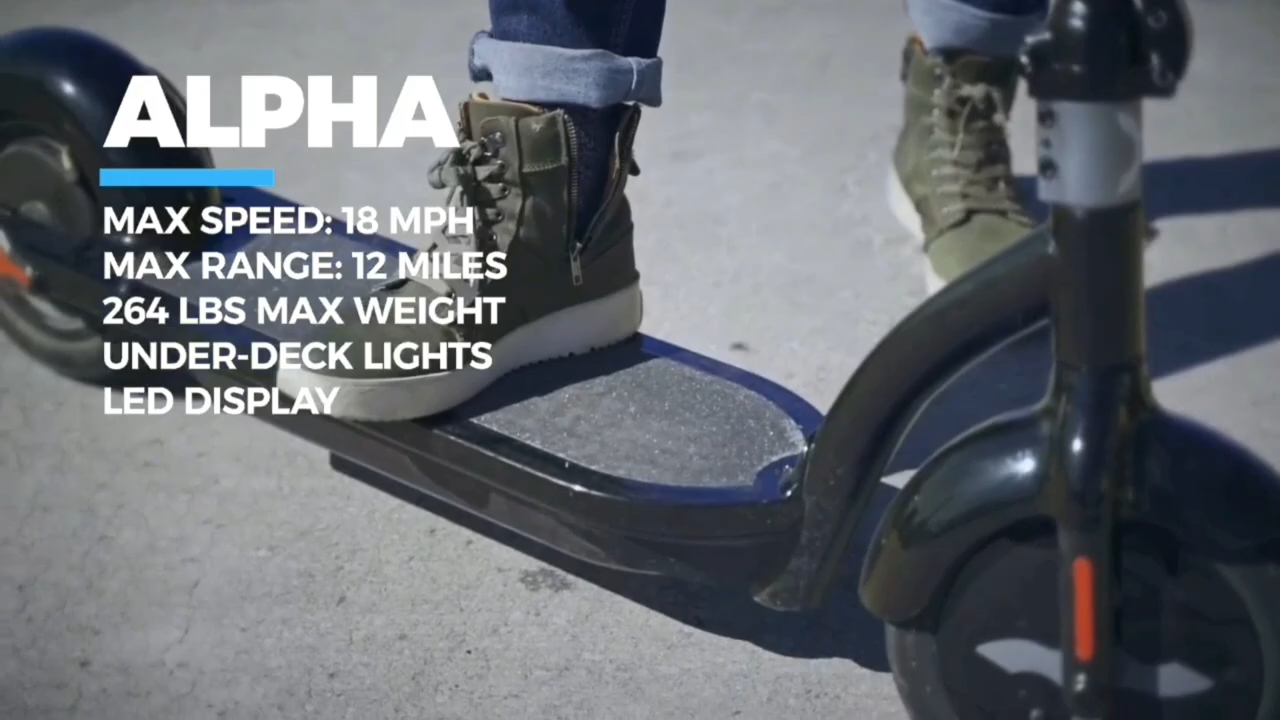 ALPHA
MAX SPEED: 18 MPH
MAX RANGE: 12 MILES
264 LBS MAX WEIGHT
UNDER-DECK LIGHTS
LED DISPLAY